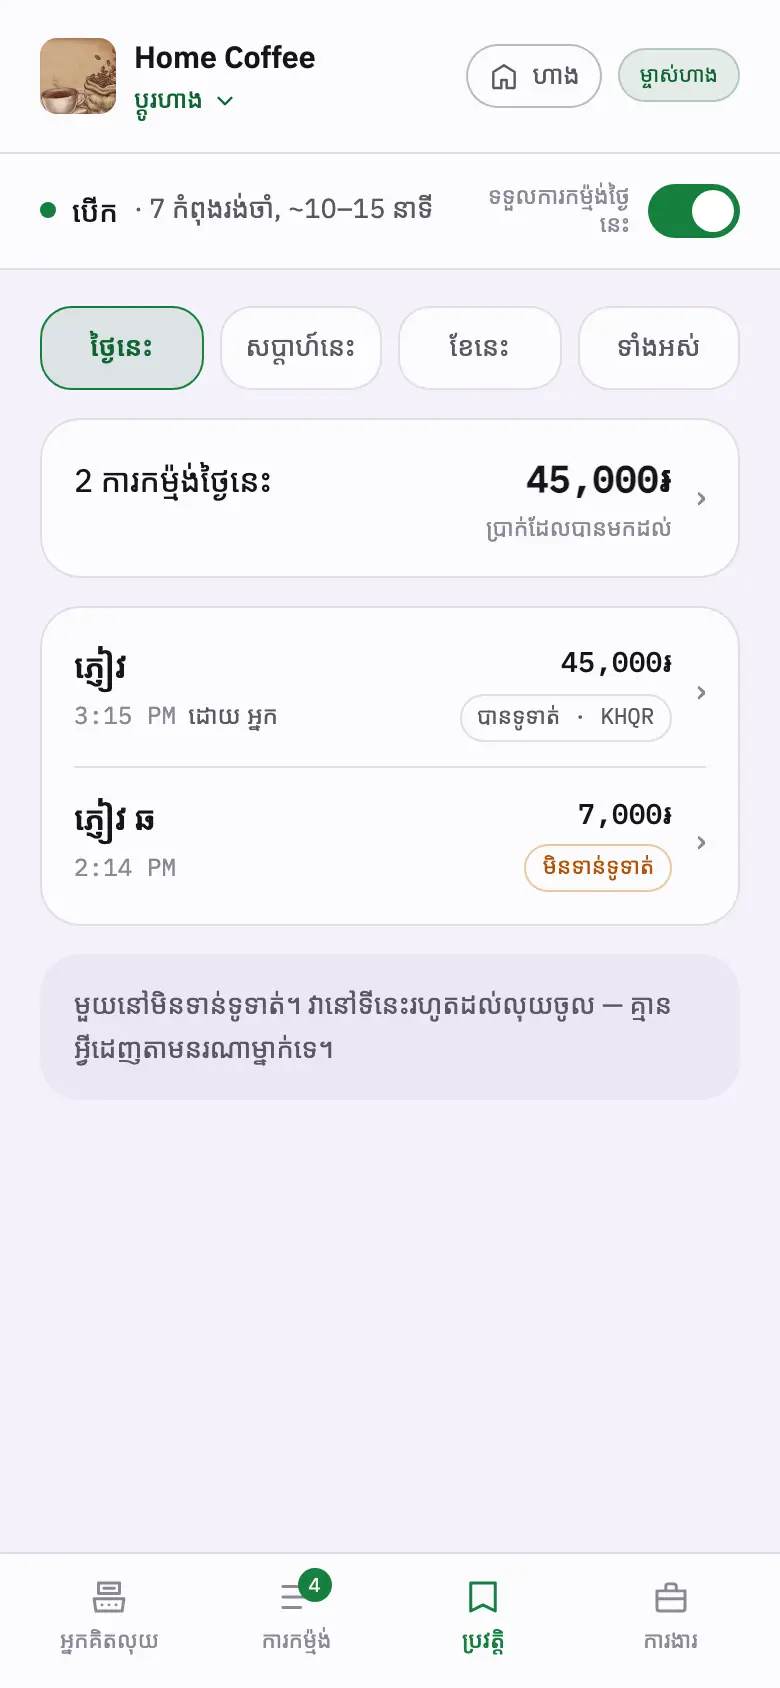 Home Coffee
ប្តូរហាង
ហាង
ម្ចាស់ហាង
បើក · 7 កំពុងរង់ចាំ, ~10–15 នាទី
ទទួលការកម្ម៉ង់ថ្ងៃ
នេះ
ថ្ងៃនេះ
សប្តាហ៍នេះ
ខែនេះ
ទាំងអស់
2 ការកម្ម៉ង់ថ្ងៃនេះ
45,000៛
ប្រាក់ដែលបានមកដល់
ភ្ញៀវ
45,000៛
3:15 PM ដោយ អ្នក
បានទូទាត់ · KHQR
ភ្ញៀវ ឆ
7,000៛
2:14 PM
មិនទាន់ទូទាត់
មួយនៅមិនទាន់ទូទាត់។ វានៅទីនេះរហូតដល់លុយចូល — គ្មាន
អ្វីដេញតាមនរណាម្នាក់ទេ។
4
អ្នកគិតលុយ
ការកម្ម៉ង់
ប្រវត្តិ
ការងារ